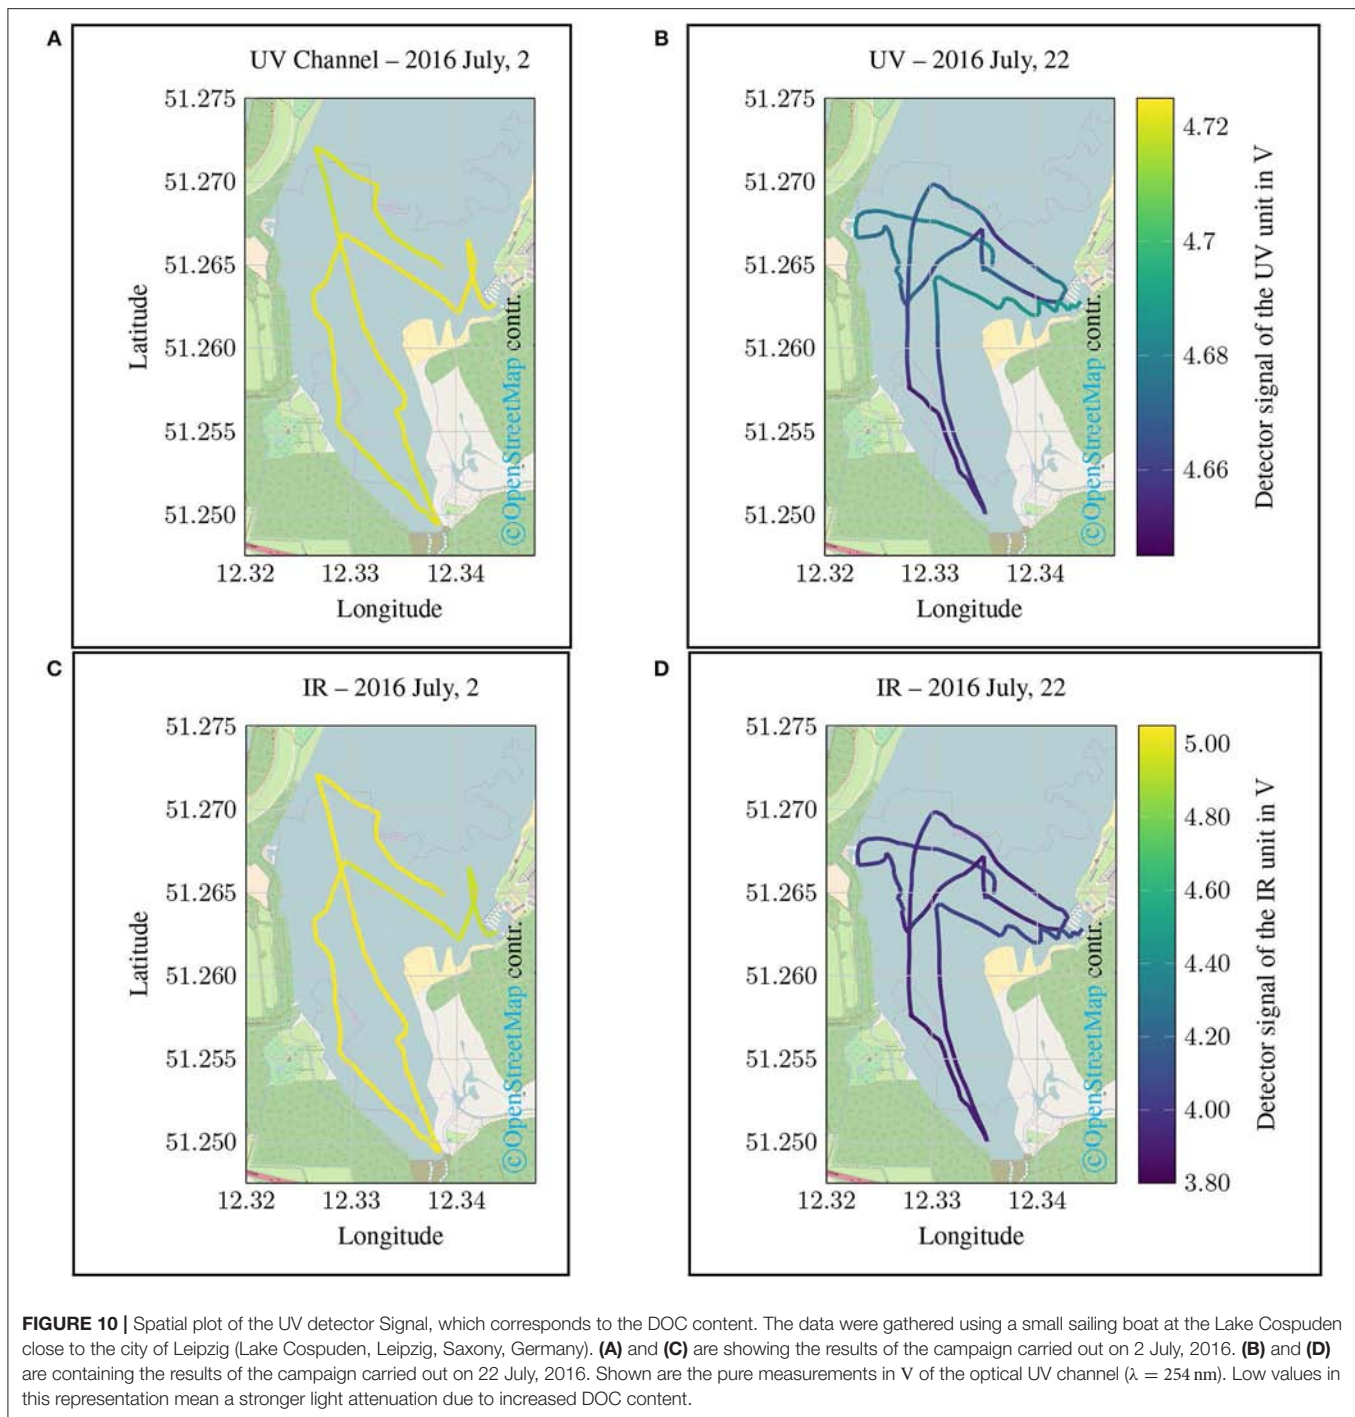 A
UV Channel – 2016 July, 2
51.275
51.270
51.265
51.260
51.255
51.250
Latitude
12.32 12.33 12.34
Longitude
©OpenStreetMap contr.
B
UV – 2016 July, 22
51.275
51.270
51.265
51.260
51.255
51.250
12.32 12.33 12.34
Longitude
©OpenStreetMap contr.
4.72
4.7
4.68
4.66
Detector signal of the UV unit in V
C
IR – 2016 July, 2
51.275
51.270
51.265
51.260
51.255
51.250
Latitude
12.32 12.33 12.34
Longitude
©OpenStreetMap contr.
D
IR – 2016 July, 22
51.275
51.270
51.265
51.260
51.255
51.250
12.32 12.33 12.34
Longitude
©OpenStreetMap contr.
5.00
4.80
4.60
4.40
4.20
4.00
3.80
Detector signal of the IR unit in V
FIGURE 10 | Spatial plot of the UV detector Signal, which corresponds to the DOC content. The data were gathered using a small sailing boat at the Lake Cospuden
close to the city of Leipzig (Lake Cospuden, Leipzig, Saxony, Germany). (A) and (C) are showing the results of the campaign carried out on 2 July, 2016. (B) and (D)
are containing the results of the campaign carried out on 22 July, 2016. Shown are the pure measurements in V of the optical UV channel (λ = 254 nm). Low values in
this representation mean a stronger light attenuation due to increased DOC content.